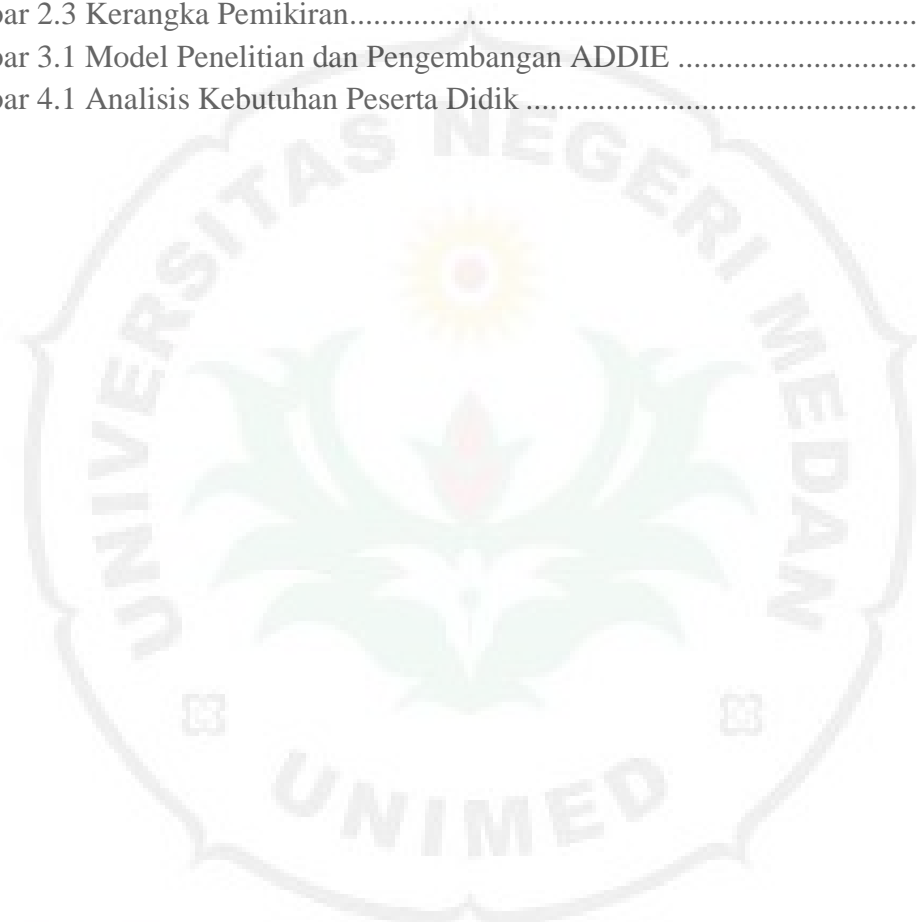 bar 2.3 Kerangka Pemikiran............................................................................
bar 3.1 Model Penelitian dan Pengembangan ADDIE ...............................
bar 4.1 Analisis Kebutuhan Peserta Didik ..................................................
UNIVERSITAS NEGERI MEDAN
UNIMED